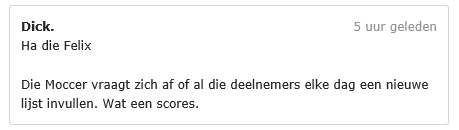 Dick. 5 uur geleden
Ha die Felix
Die Moccer vraagt zich af of al die deelnemers elke dag een nieuwe
lijst invullen. Wat een scores.